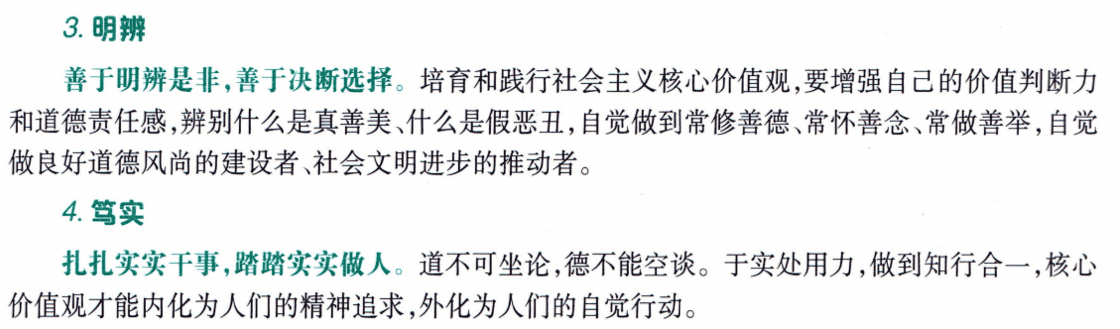 3. 明辨
善于明辨是非,善于决断选择。培育和践行社会主义核心价值观,要增强自己的价值判断力
和道德责任感,辨别什么是真善美、什么是假恶丑,自觉做到常修善德、常怀善念、常做善举,自觉
做良好道德风尚的建设者、社会文明进步的推动者。
4. 笃实
扎扎实实干事,踏踏实实做人。道不可坐论,德不能空谈。于实处用力,做到知行合一,核心
价值观才能内化为人们的精神追求,外化为人们的自觉行动。